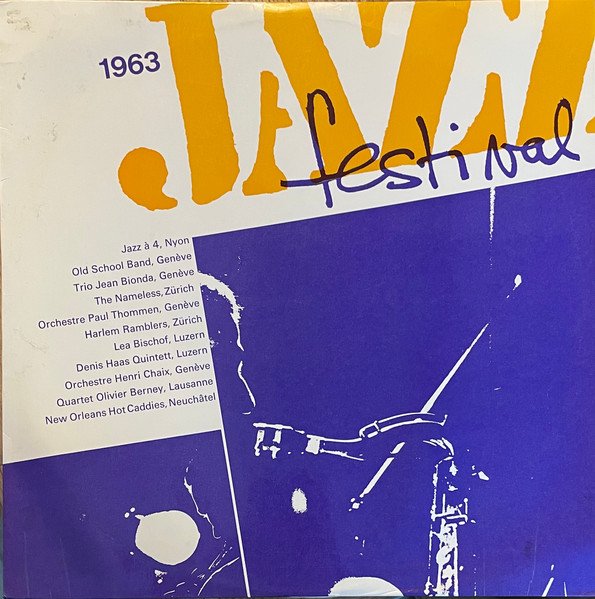 1963
JAZZ
festival
Jazz à 4, Nyon
Old School Band, Genève
Trio Jean Bionda, Genève
The Nameless, Zürich
Orchestre Paul Thommen, Genève
Harlem Ramblers, Zürich
Lea Bischof, Luzern
Denis Haas Quintett, Luzern
Orchestre Henri Chaix, Genève
Quartet Olivier Berney, Lausanne
New Orleans Hot Caddies, Neuchâtel